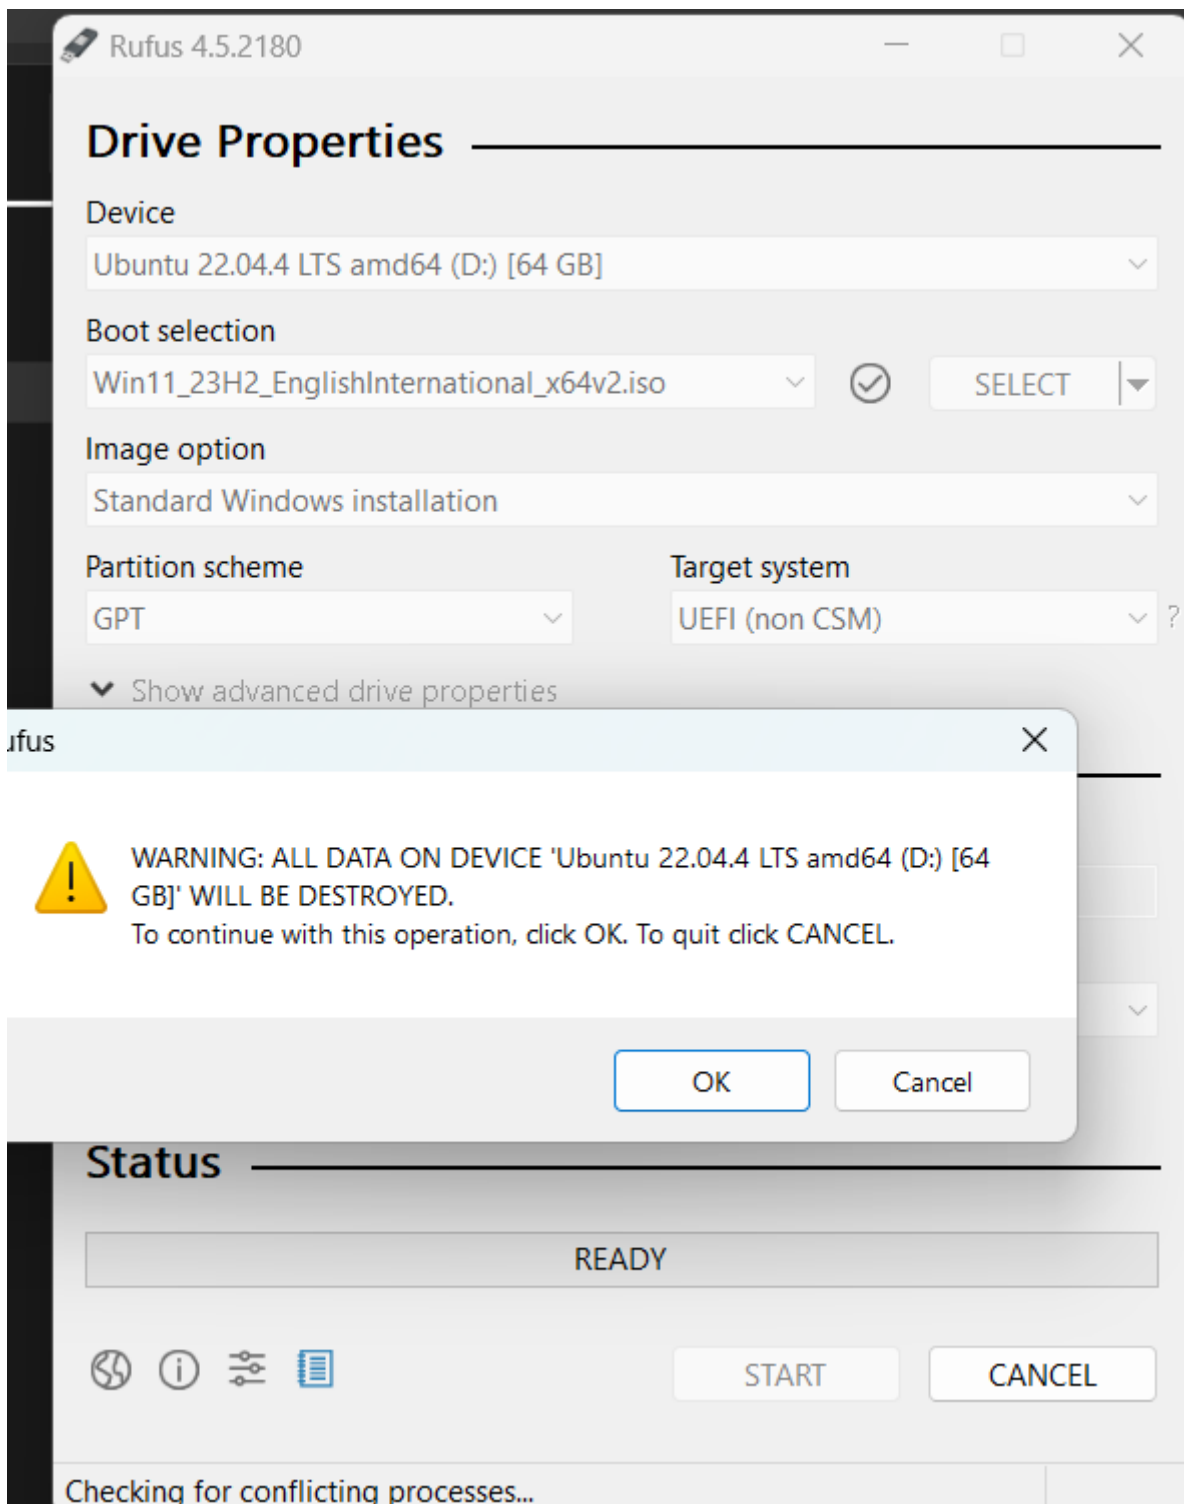 Rufus 4.5.2180
Drive Properties
Device
Ubuntu 22.04.4 LTS amd64 (D:) [64 GB]
Boot selection
Win11_23H2_EnglishInternational_x64v2.iso
SELECT
Image option
Standard Windows installation
Partition scheme
Target system
GPT
UEFI (non CSM)
?
Show advanced drive properties
ufus
WARNING: ALL DATA ON DEVICE 'Ubuntu 22.04.4 LTS amd64 (D:) [64
GB]' WILL BE DESTROYED.
To continue with this operation, click OK. To quit click CANCEL.
OK
Cancel
Status
READY
START
CANCEL
Checking for conflicting processes...